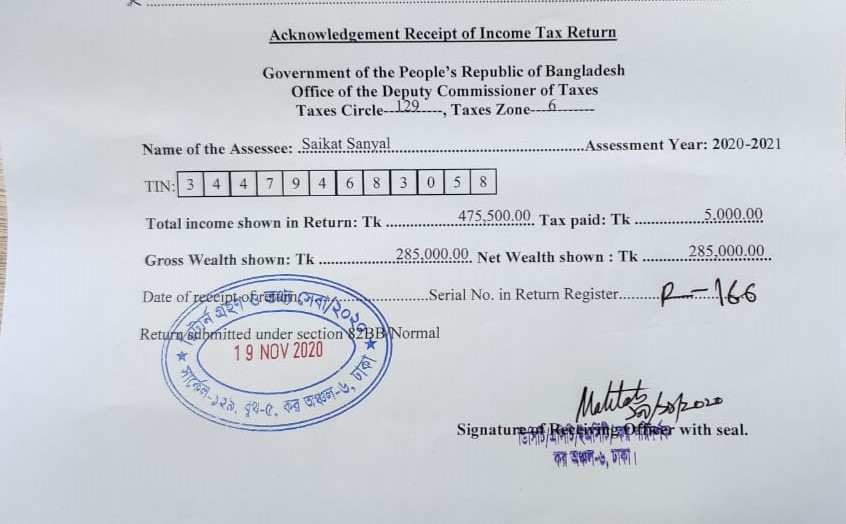 Acknowledgement Receipt of Income Tax Return
Government of the People's Republic of Bangladesh
Office of the Deputy Commissioner of Taxes
Taxes Circle--129----, Taxes Zone---6--------
Name of the Assessee: Saikat Sanyal Assessment Year: 2020-2021
TIN: 3 4 4 7 9 4 6 8 3 0 5 8
Total income shown in Return: Tk 475,500.00 Tax paid: Tk 5,000.00
Gross Wealth shown: Tk 285,000.00 Net Wealth shown : Tk 285,000.00
Date of receipt of return Serial No. in Return Register R-166
Return submitted under section 82BB/Normal
রিটার্ন গ্রহণ ও তথ্য সেবা/২০২০
19 NOV 2020
সার্কেল-১২৯, বুথ-৫, কর অঞ্চল-৬, ঢাকা
Signature of Receiving Officer with seal.
কর অঞ্চল-৬, ঢাকা।